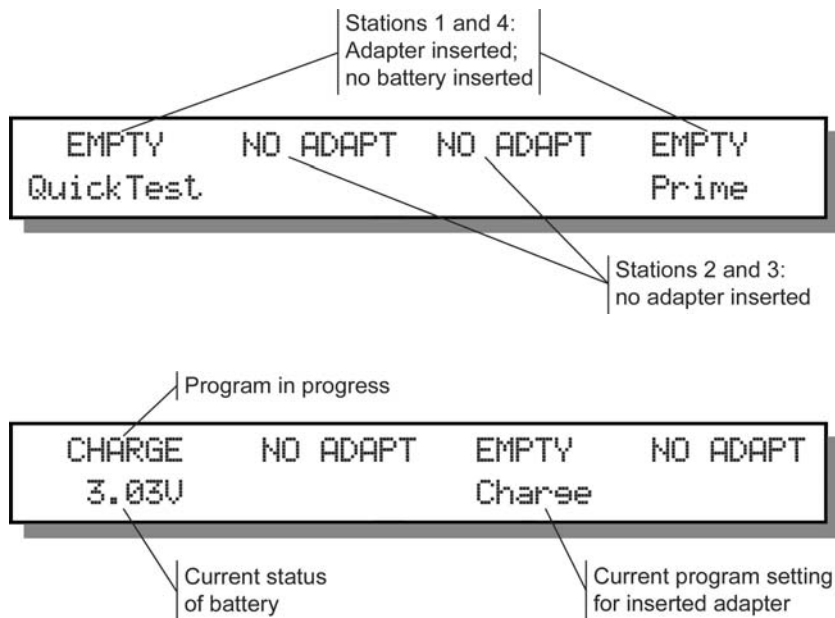 Stations 1 and 4:
Adapter inserted;
no battery inserted
EMPTY NO ADAPT NO ADAPT EMPTY
QuickTest Prime
Stations 2 and 3:
no adapter inserted
Program in progress
CHARGE NO ADAPT EMPTY NO ADAPT
3.03V Charge
Current status
of battery
Current program setting
for inserted adapter